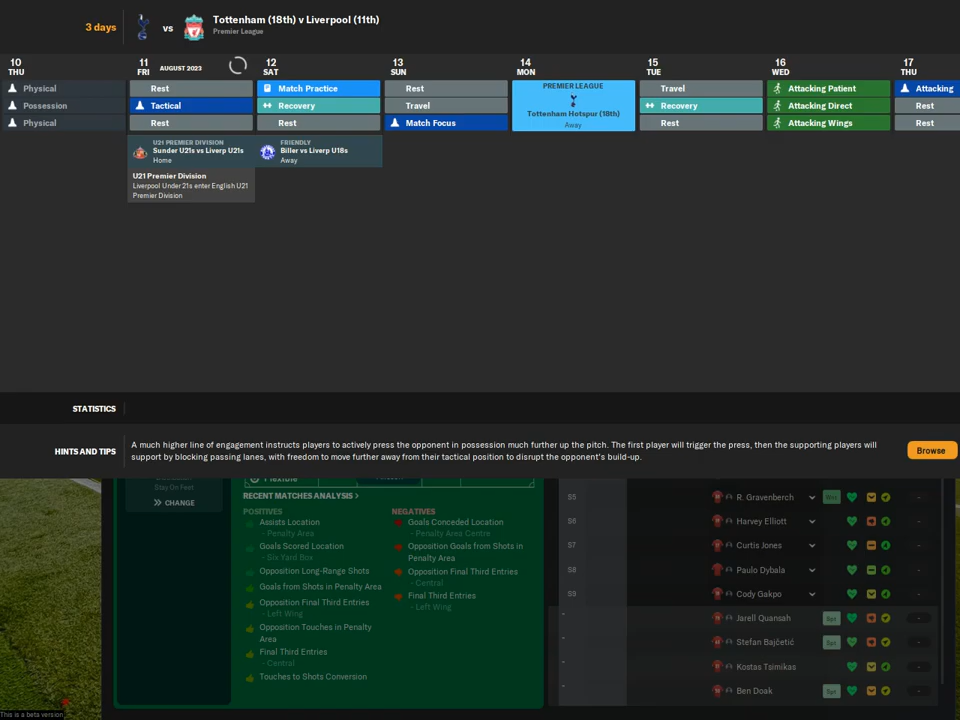 3 days
vs
Tottenham (18th) v Liverpool (11th)
Premier League
10
THU
11
FRI
AUGUST 2023
12
SAT
13
SUN
14
MON
15
TUE
16
WED
17
THU
Physical
Rest
Match Practice
Rest
PREMIER LEAGUE
Travel
Attacking Patient
Attacking
Possession
Tactical
Recovery
Travel
Tottenham Hotspur (18th)
Recovery
Attacking Direct
Rest
Physical
Rest
Rest
Match Focus
Away
Rest
Attacking Wings
Rest
U21 PREMIER DIVISION
Sunder U21s vs Liverp U21s
Home
FRIENDLY
Biller vs Liverp U18s
Away
U21 Premier Division
Liverpool Under 21s enter English U21
Premier Division
STATISTICS
HINTS AND TIPS
A much higher line of engagement instructs players to actively press the opponent in possession much further up the pitch. The first player will trigger the press, then the supporting players will
support by blocking passing lanes, with freedom to move further away from their tactical position to disrupt the opponent's build-up.
Browse
Stay On Feet
CHANGE
Flexible
RECENT MATCHES ANALYSIS >
POSITIVES
Assists Location
- Penalty Area
Goals Scored Location
- Six Yard Box
Opposition Long-Range Shots
Goals from Shots in Penalty Area
Opposition Final Third Entries
- Left Wing
Opposition Touches in Penalty
Area
Final Third Entries
- Central
Touches to Shots Conversion
NEGATIVES
Goals Conceded Location
- Penalty Area Centre
Opposition Goals from Shots in
Penalty Area
Opposition Final Third Entries
- Central
Final Third Entries
- Left Wing
S5
R. Gravenberch
S6
Harvey Elliott
S7
Curtis Jones
S8
Paulo Dybala
S9
Cody Gakpo
Jarell Quansah
Stefan Bajčetić
Kostas Tsimikas
Ben Doak
This is a beta version